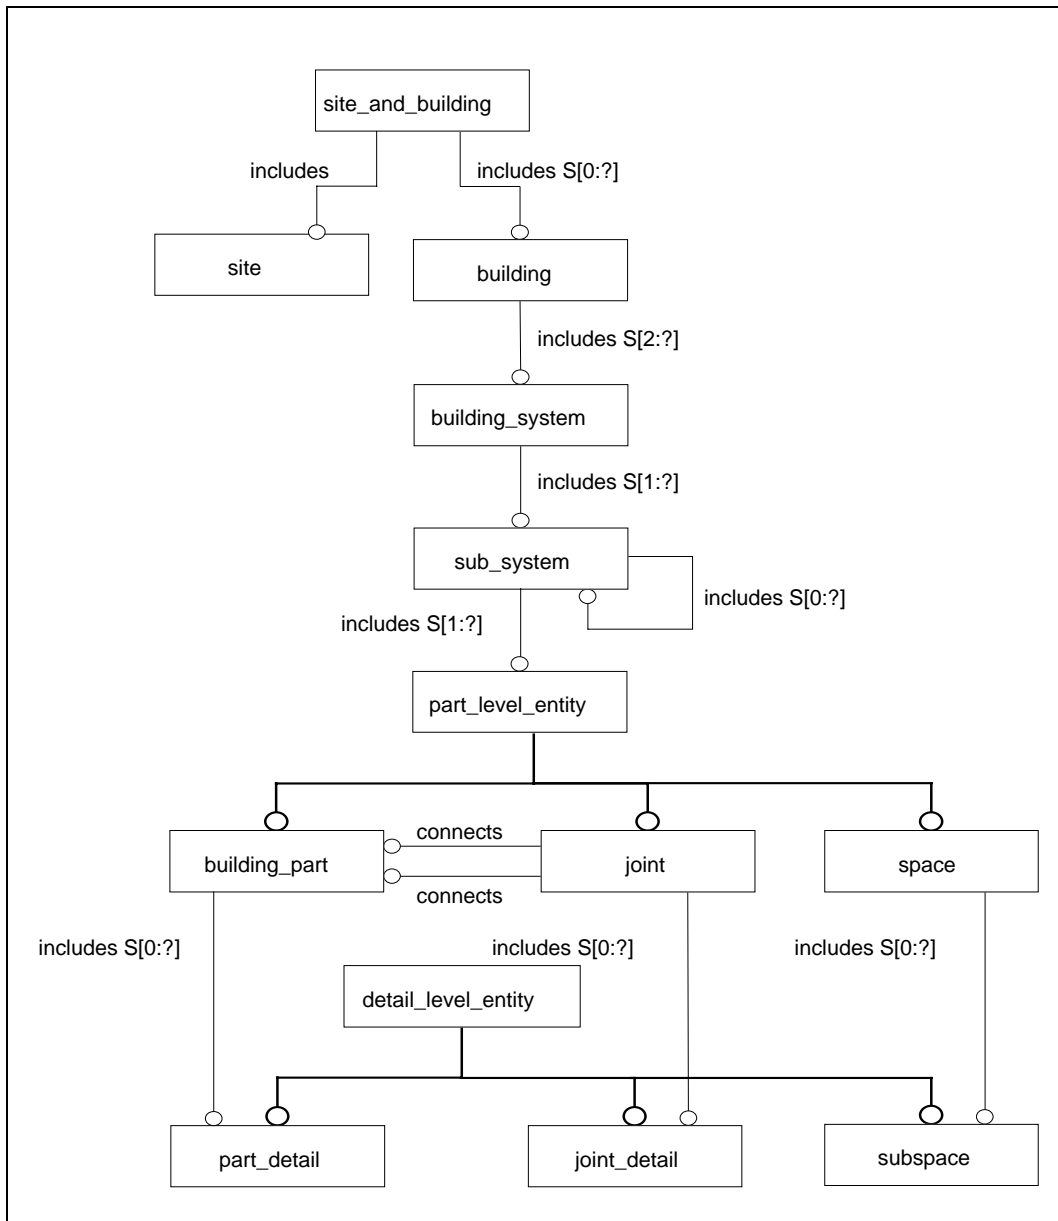 site_and_building
includes
includes S[0:?]
site
building
includes S[2:?]
building_system
includes S[1:?]
sub_system
includes S[0:?]
includes S[1:?]
part_level_entity
connects
building_part
joint
space
connects
includes S[0:?]
includes S[0:?]
includes S[0:?]
detail_level_entity
part_detail
joint_detail
subspace